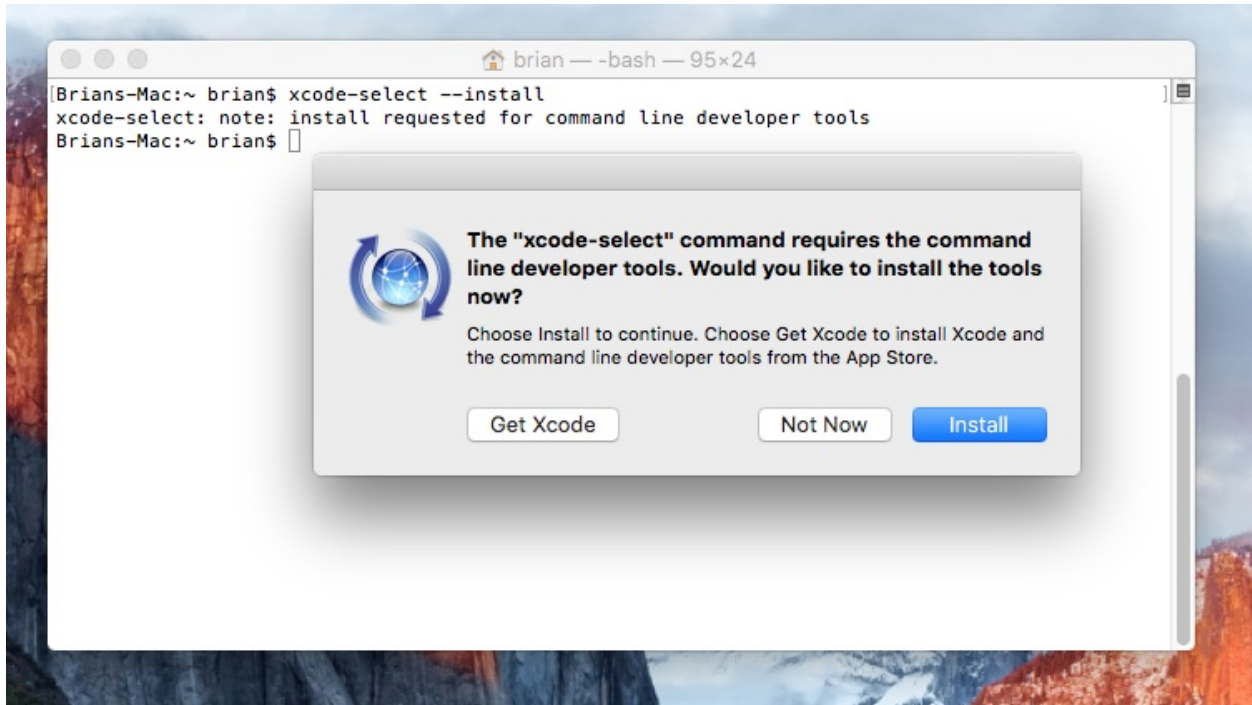 brian — -bash — 95×24
[Brians-Mac:~ brian$ xcode-select --install ]
xcode-select: note: install requested for command line developer tools
Brians-Mac:~ brian$
The "xcode-select" command requires the command
line developer tools. Would you like to install the tools
now?
Choose Install to continue. Choose Get Xcode to install Xcode and
the command line developer tools from the App Store.
Get Xcode Not Now Install